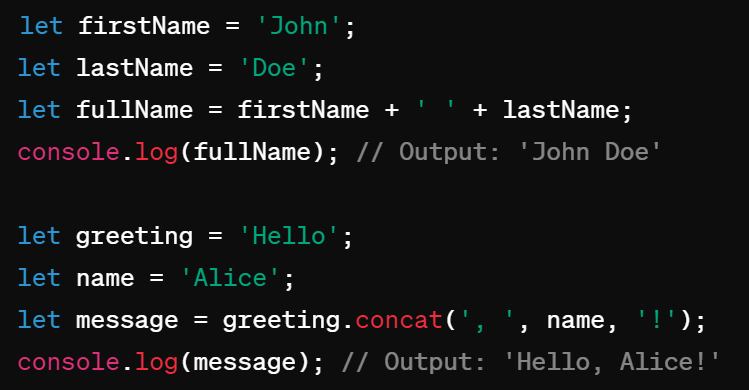 let firstName = 'John';
let lastName = 'Doe';
let fullName = firstName + ' ' + lastName;
console.log(fullName); // Output: 'John Doe'
let greeting = 'Hello';
let name = 'Alice';
let message = greeting.concat(', ', name, '!');
console.log(message); // Output: 'Hello, Alice!'